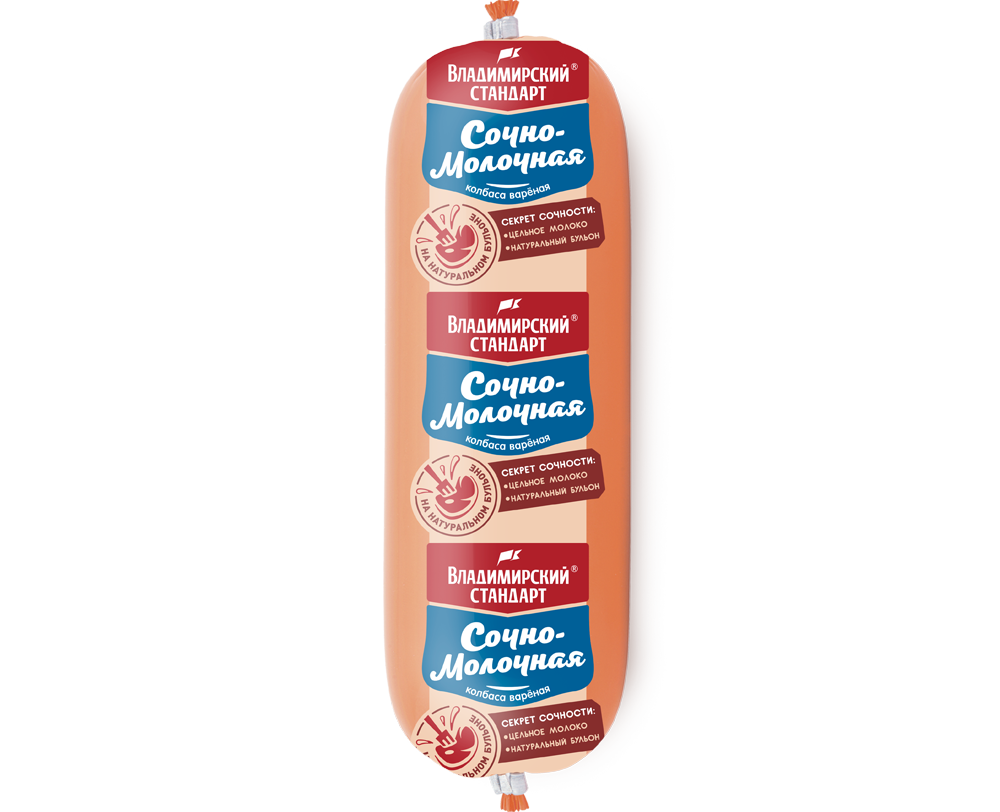 Владимирский®
стандарт
Сочно-
Молочная
колбаса варёная
СЕКРЕТ СОЧНОСТИ:
•ЦЕЛЬНОЕ МОЛОКО
•НАТУРАЛЬНЫЙ БУЛЬОН
НА НАТУРАЛЬНОМ БУЛЬОНЕ
Владимирский®
стандарт
Сочно-
Молочная
колбаса варёная
СЕКРЕТ СОЧНОСТИ:
•ЦЕЛЬНОЕ МОЛОКО
•НАТУРАЛЬНЫЙ БУЛЬОН
НА НАТУРАЛЬНОМ БУЛЬОНЕ
Владимирский®
стандарт
Сочно-
Молочная
колбаса варёная
СЕКРЕТ СОЧНОСТИ:
•ЦЕЛЬНОЕ МОЛОКО
•НАТУРАЛЬНЫЙ БУЛЬОН
БУЛЬОНЕ